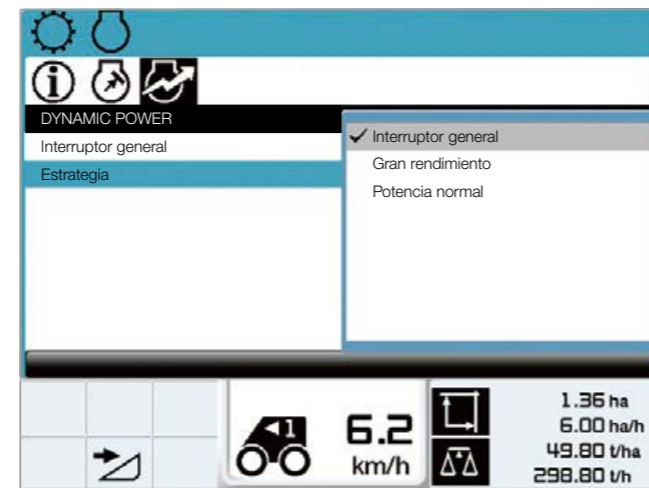 DYNAMIC POWER
Interruptor general
Estrategia
✓ Interruptor general
Gran rendimiento
Potencia normal
1
6.2
km/h
1.36 ha
6.00 ha/h
49.80 t/ha
298.80 t/h